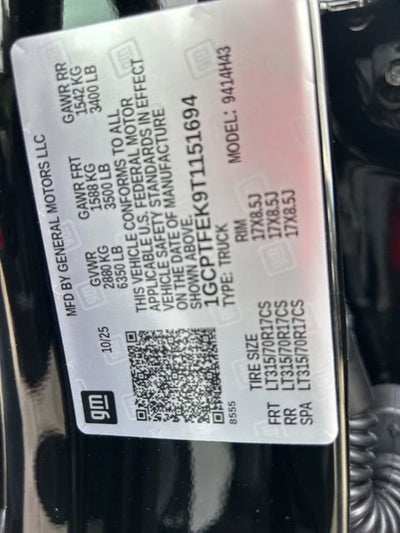 gm
MFD BY GENERAL MOTORS LLC
10/25
GVWR GAWR FRT GAWR RR
2880 KG 1588 KG 1542 KG
6350 LB 3500 LB 3400 LB
THIS VEHICLE CONFORMS TO ALL
APPLICABLE U.S. FEDERAL MOTOR
VEHICLE SAFETY STANDARDS IN EFFECT
ON THE DATE OF MANUFACTURE
SHOWN ABOVE.
1GCPTFEK9T1151694
TYPE: TRUCK MODEL: 9414H43
8555
TIRE SIZE RIM
FRT LT315/70R17CS 17X8.5J
RR LT315/70R17CS 17X8.5J
SPA LT315/70R17CS 17X8.5J